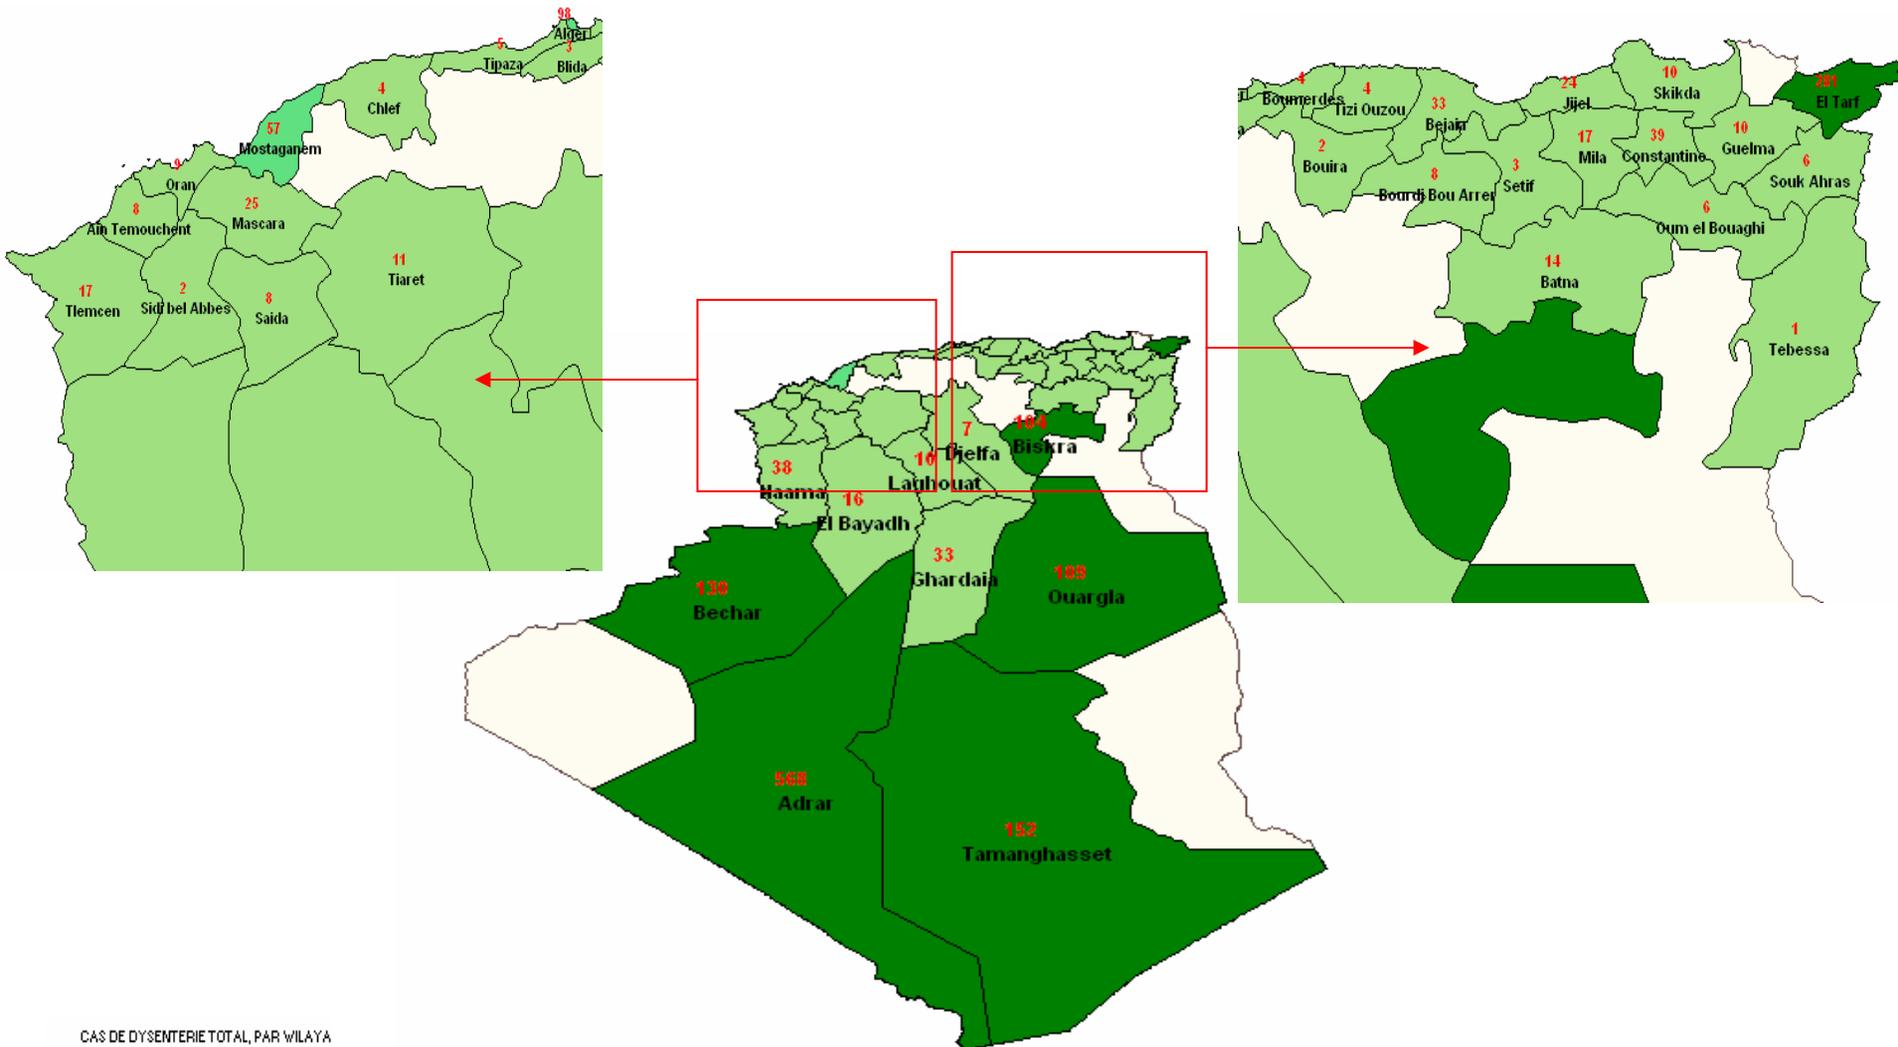 98
Alger
5
Tipaza
3
Blida
4
Chlef
57
Mostaganem
9
Oran
25
Mascara
8
Ain Temouchent
11
Tiaret
17
Tlemcen
2
Sidi bel Abbes
8
Saida
4
Boumerdes
4
Tizi Ouzou
33
Bejaia
24
Jijel
10
Skikda
El Tarf
2
Bouira
8
Bourdj Bou Arrer
3
Setif
17
Mila
39
Constantine
10
Guelma
6
Souk Ahras
6
Oum el Bouaghi
14
Batna
1
Tebessa
7
Djelfa
Biskra
38
Naama
10
Laghouat
16
El Bayadh
33
Ghardaia
Bechar
Ouargla
Adrar
152
Tamanghasset
CAS DE DYSENTERIE TOTAL, PAR WILAYA